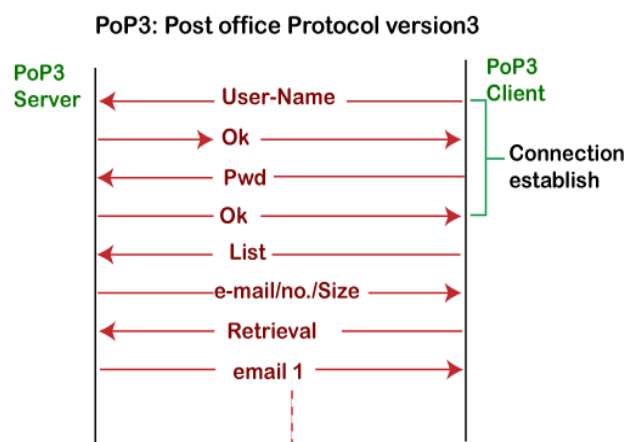 PoP3: Post office Protocol version3
PoP3
Server
PoP3
Client
User-Name
Ok
Pwd
Ok
Connection
establish
List
e-mail/no./Size
Retrieval
email 1